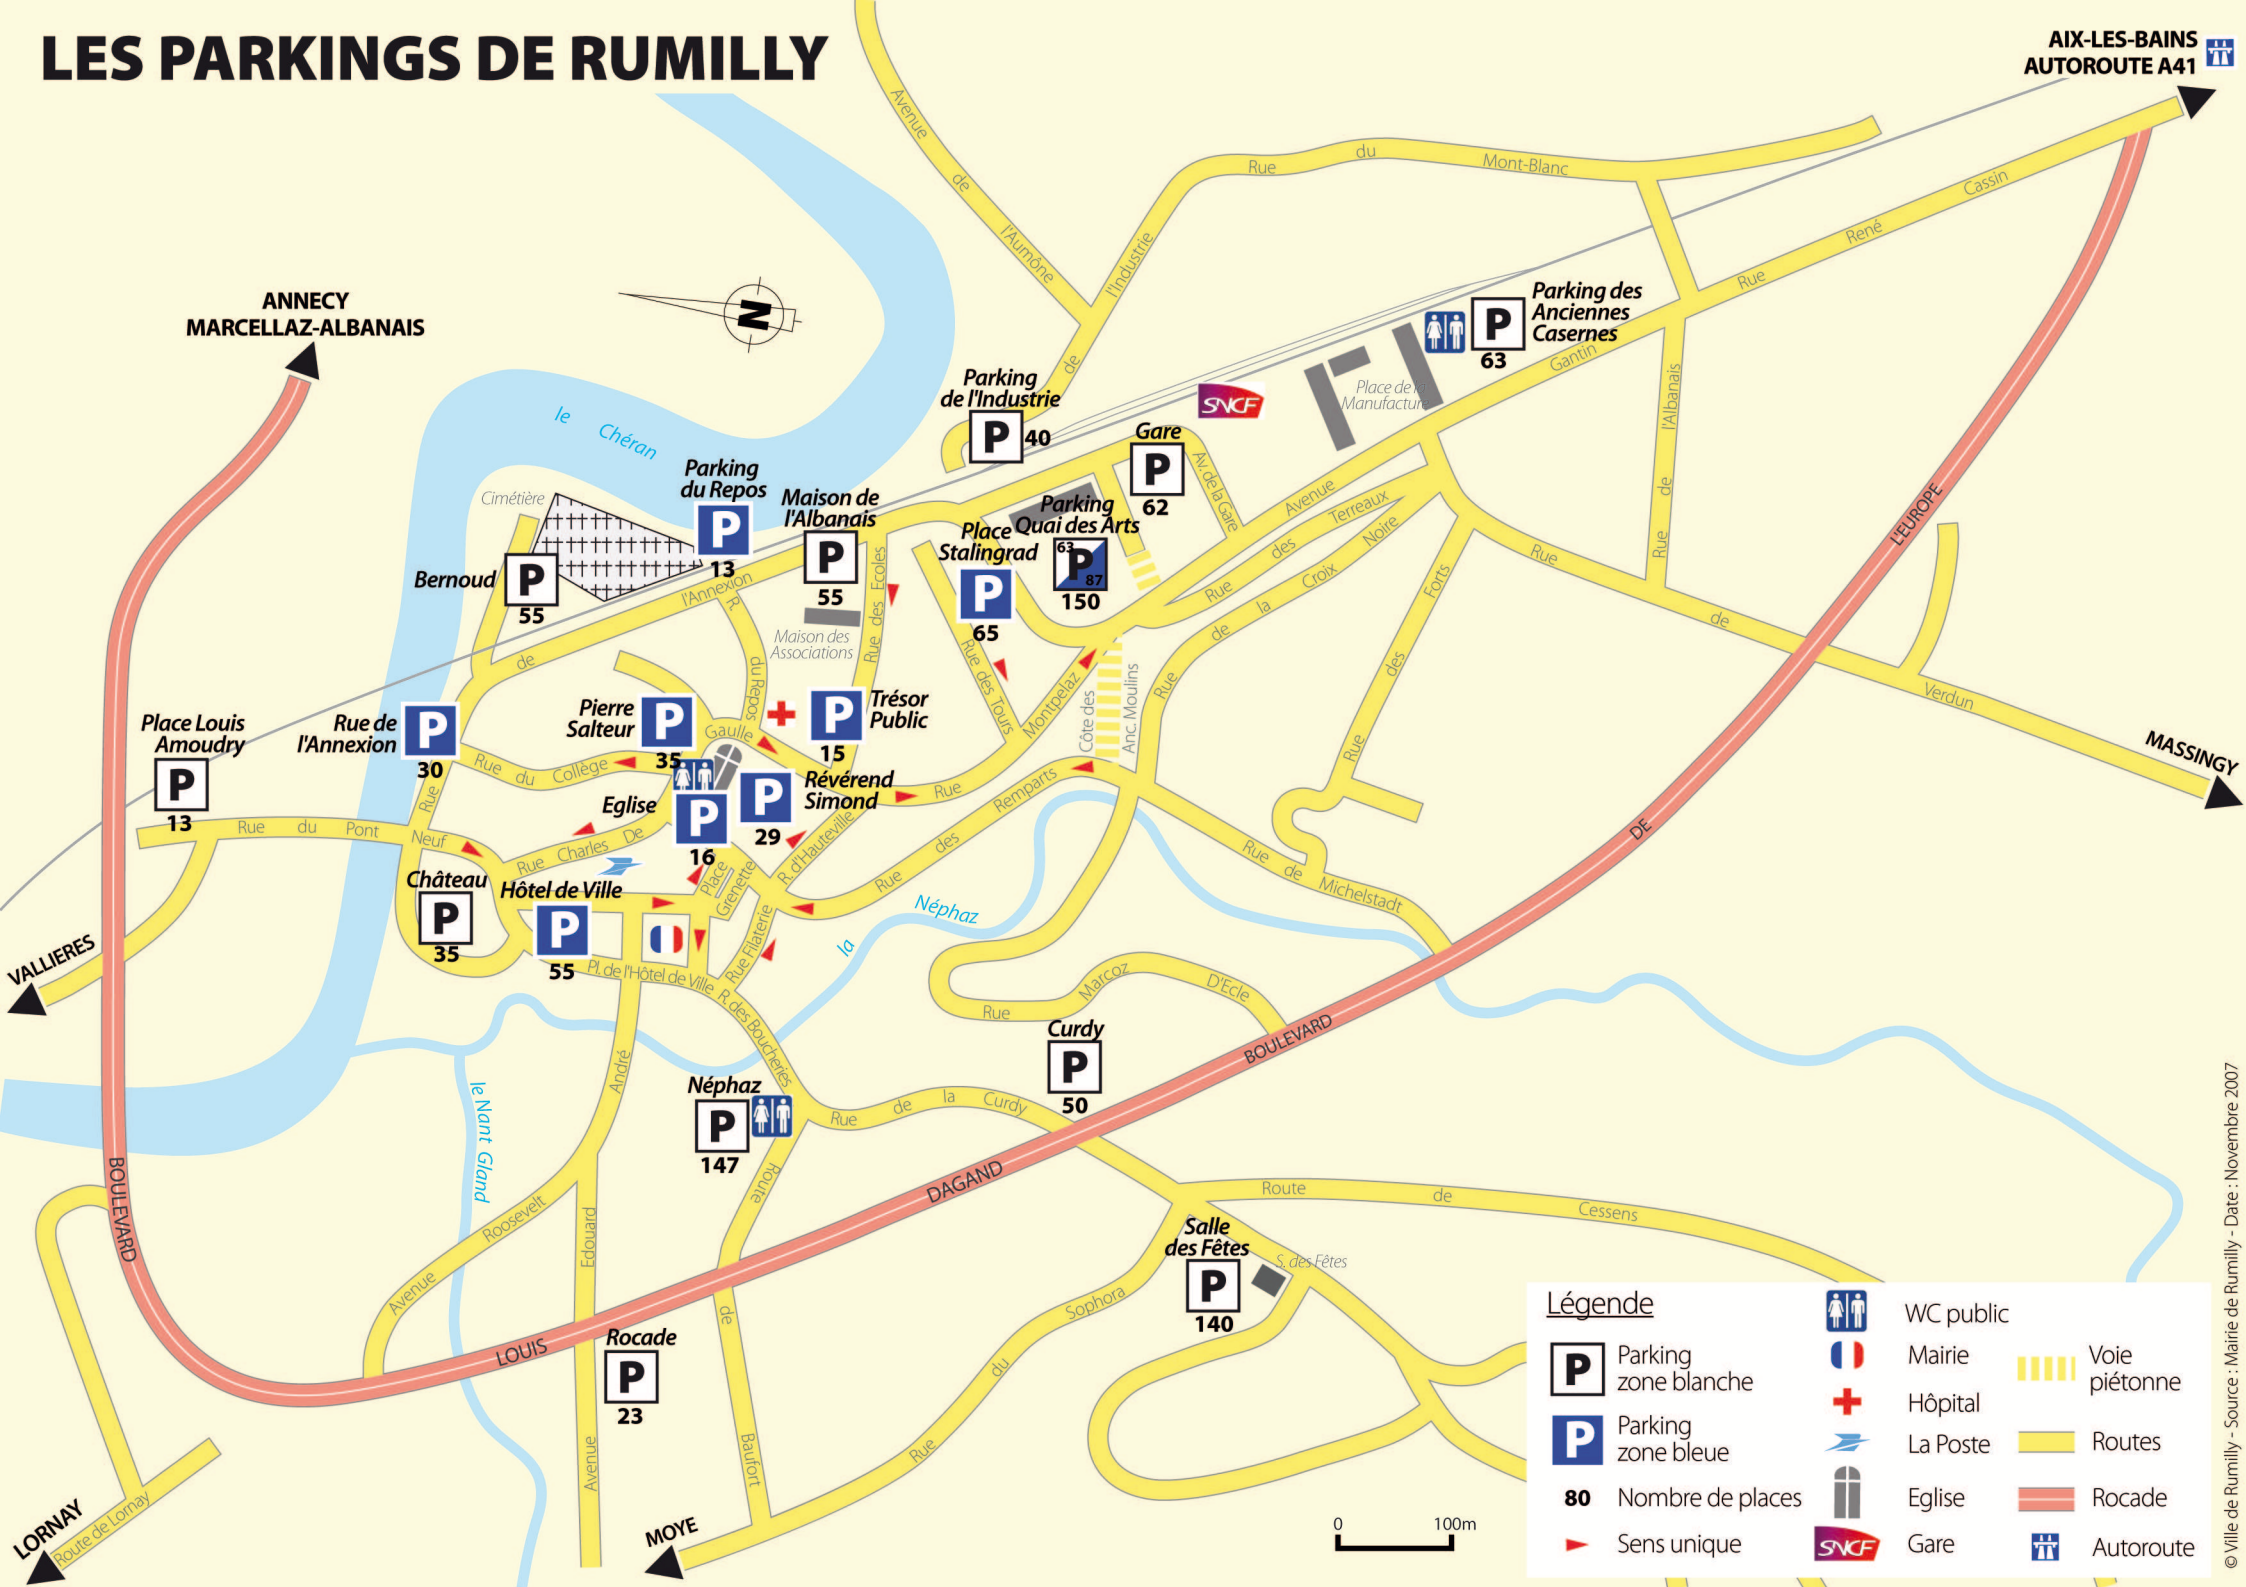 LES PARKINGS DE RUMILLY
AIX-LES-BAINS
AUTOROUTE A41
ANNECY
MARCELLAZ-ALBANAIS
N
Avenue de l'Aumône
Rue du Mont-Blanc
de l'Industrie
Rue René Cassin
le Chéran
Cimétière
Parking
de l'Industrie
P 40
SNCF
Parking des
Anciennes
Casernes
P
63
Place de la
Manufacture
Avenue Gantin
Gare
P
62
Av. de la Gare
Parking
du Repos
P
13
Maison de
l'Albanais
P
55
Maison des
Associations
Parking
Quai des Arts
63
P
87
150
Place
Stalingrad
P
65
Bernoud
P
55
Rue de l'Annexion
R. du Repos
Rue des Ecoles
Rue des Tours
Rue des Terreaux
Rue de la Croix Noire
Rue de l'Albanais
Rue des Forts
Rue de Verdun
MASSINGY
Côte des
Anc. Moulins
Rue Montpelaz
Pierre
Salteur
P
35
Trésor
Public
P
15
Rue de
l'Annexion
P
30
Place Louis
Amoudry
P
13
Rue du Collège
Révérend
Simond
P
29
Eglise
P
16
Rue Charles De Gaulle
Rue du Pont Neuf
Château
P
35
Hôtel de Ville
P
55
Place
Grenette
R. d'Hauteville
Rue des Remparts
Rue Filaterie
Pl. de l'Hôtel de Ville
R. des Boucheries
la Néphaz
Rue de Michelstadt
Rue Marcoz D'Ecle
VALLIERES
le Nant Gland
Néphaz
P
147
Curdy
P
50
Rue de la Curdy
BOULEVARD DE L'EUROPE
BOULEVARD LOUIS DAGAND
Avenue Roosevelt
Avenue Edouard André
Route de Baufort
Rocade
P
23
Rue du Sophora
Route de Cessens
Salle
des Fêtes
P
140
S. des Fêtes
LORNAY
Route de Lornay
MOYE
0 100m
Légende
P Parking
zone blanche
P Parking
zone bleue
80 Nombre de places
Sens unique
WC public
Mairie
Hôpital
La Poste
Eglise
SNCF Gare
Voie
piétonne
Routes
Rocade
Autoroute
© Ville de Rumilly - Source : Mairie de Rumilly - Date : Novembre 2007